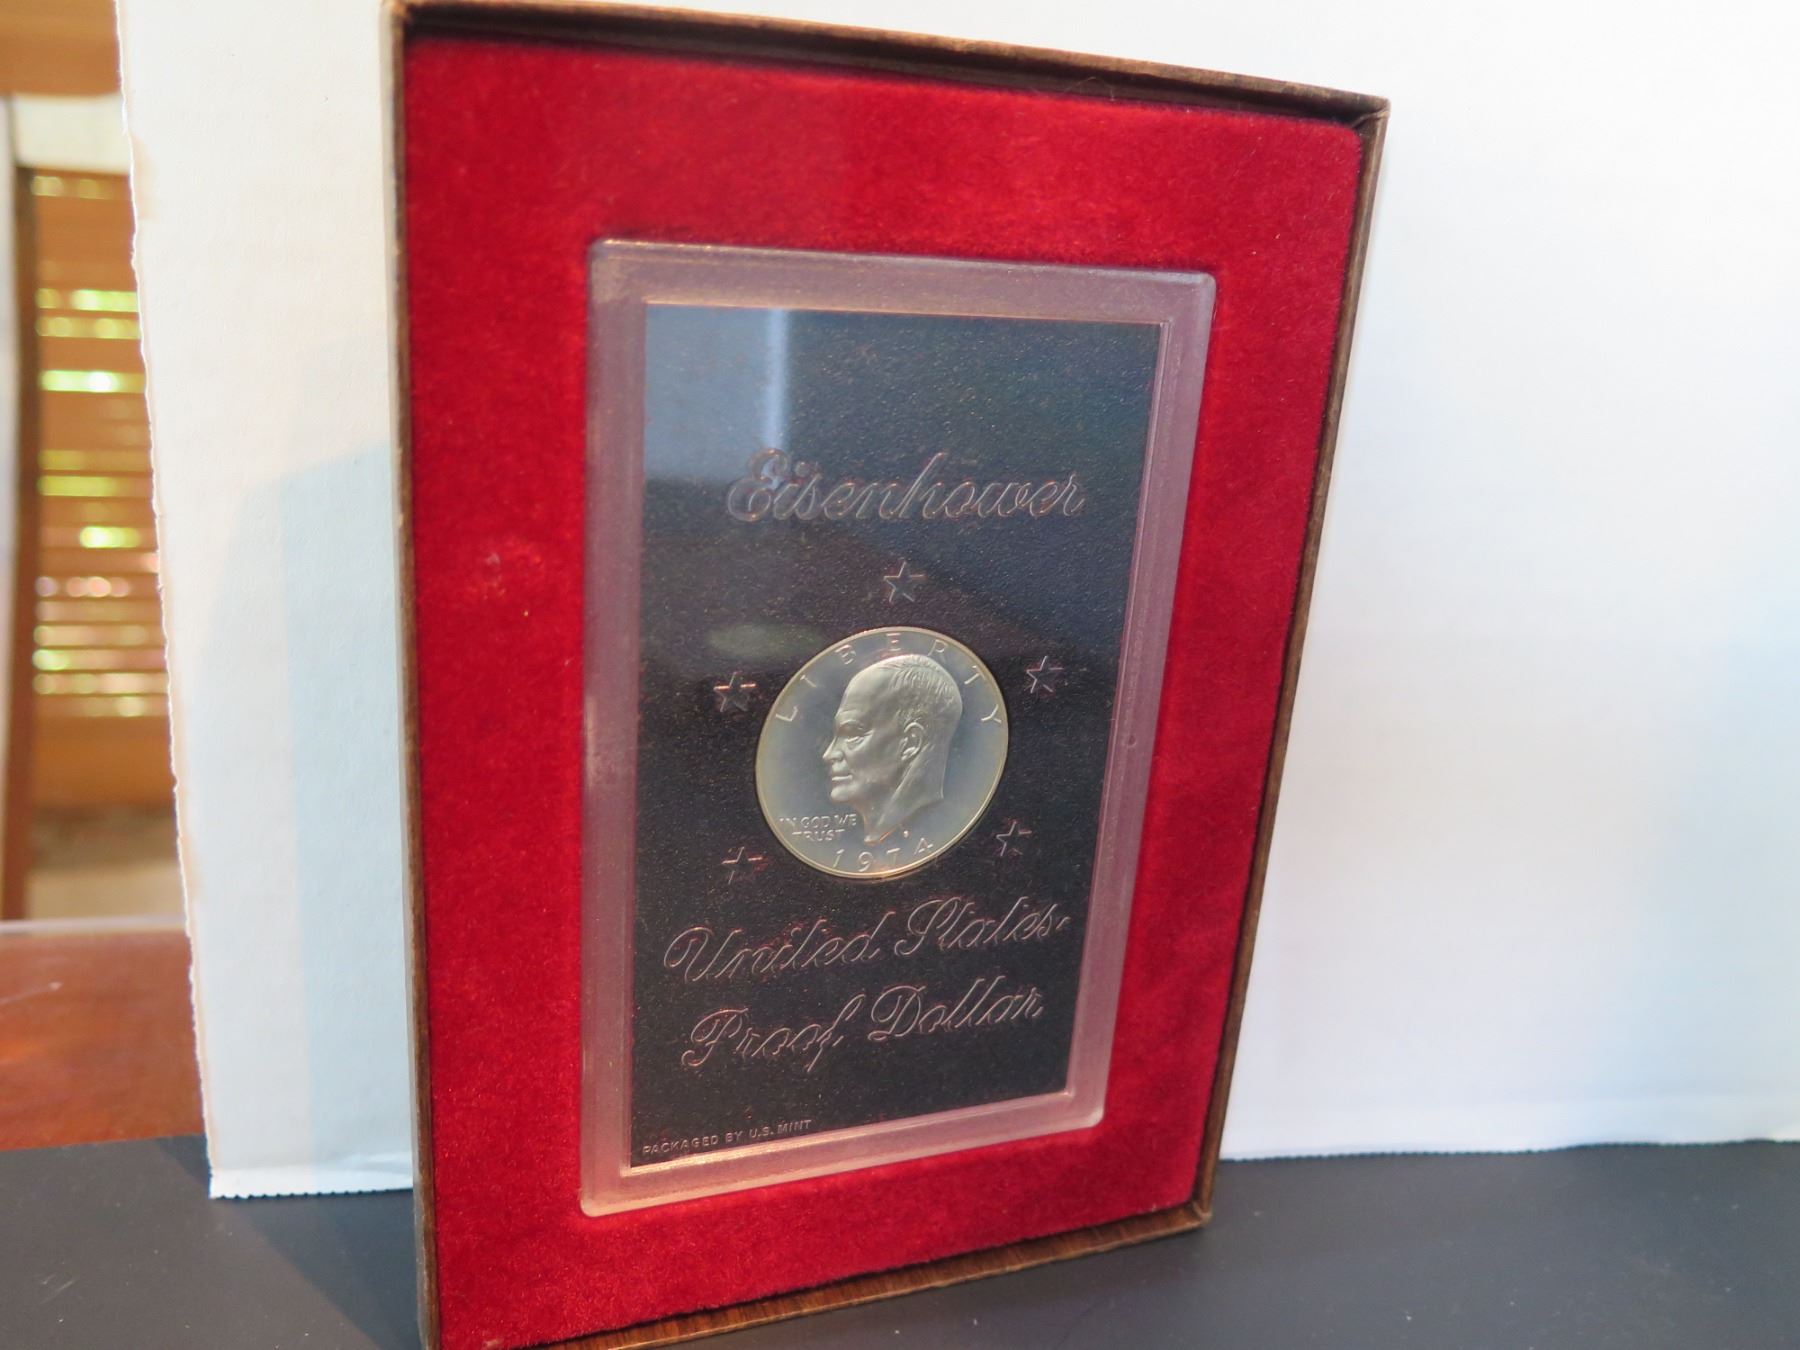 Eisenhower
LIBERTY
IN GOD WE
TRUST
1974
United States
Proof Dollar
PACKAGED BY U.S. MINT